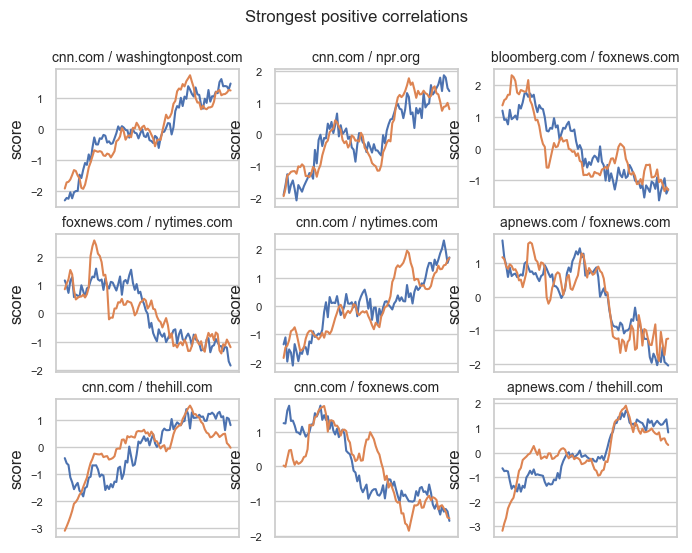 Strongest positive correlations
cnn.com / washingtonpost.com
cnn.com / npr.org
bloomberg.com / foxnews.com
score
1
0
−1
−2
score
2
1
0
−1
−2
score
2
1
0
−1
foxnews.com / nytimes.com
cnn.com / nytimes.com
apnews.com / foxnews.com
score
2
1
0
−1
−2
score
2
1
0
−1
−2
score
1
0
−1
−2
cnn.com / thehill.com
cnn.com / foxnews.com
apnews.com / thehill.com
score
1
0
−1
−2
−3
score
2
1
0
−1
−2
score
2
1
0
−1
−2
−3